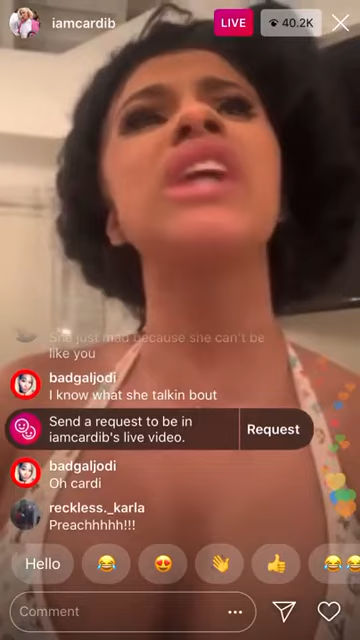 iamcardib
LIVE
40.2K
She just mad because she can't be
like you
badgaljodi
I know what she talkin bout
Send a request to be in
iamcardib's live video.
Request
badgaljodi
Oh cardi
reckless._karla
Preachhhhh!!!
Hello
Comment